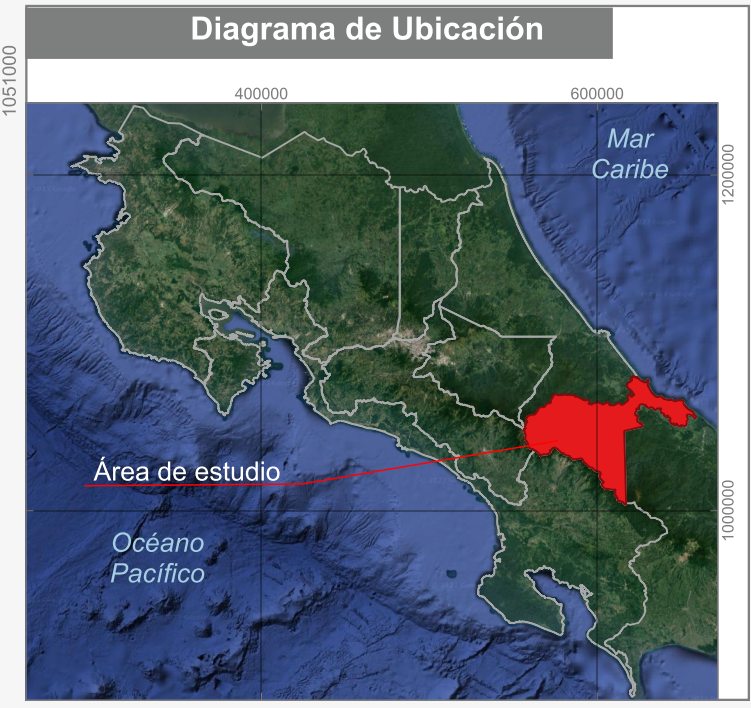 Diagrama de Ubicación
1051000
400000
600000
Mar
Caribe
1200000
Área de estudio
1000000
Océano
Pacífico